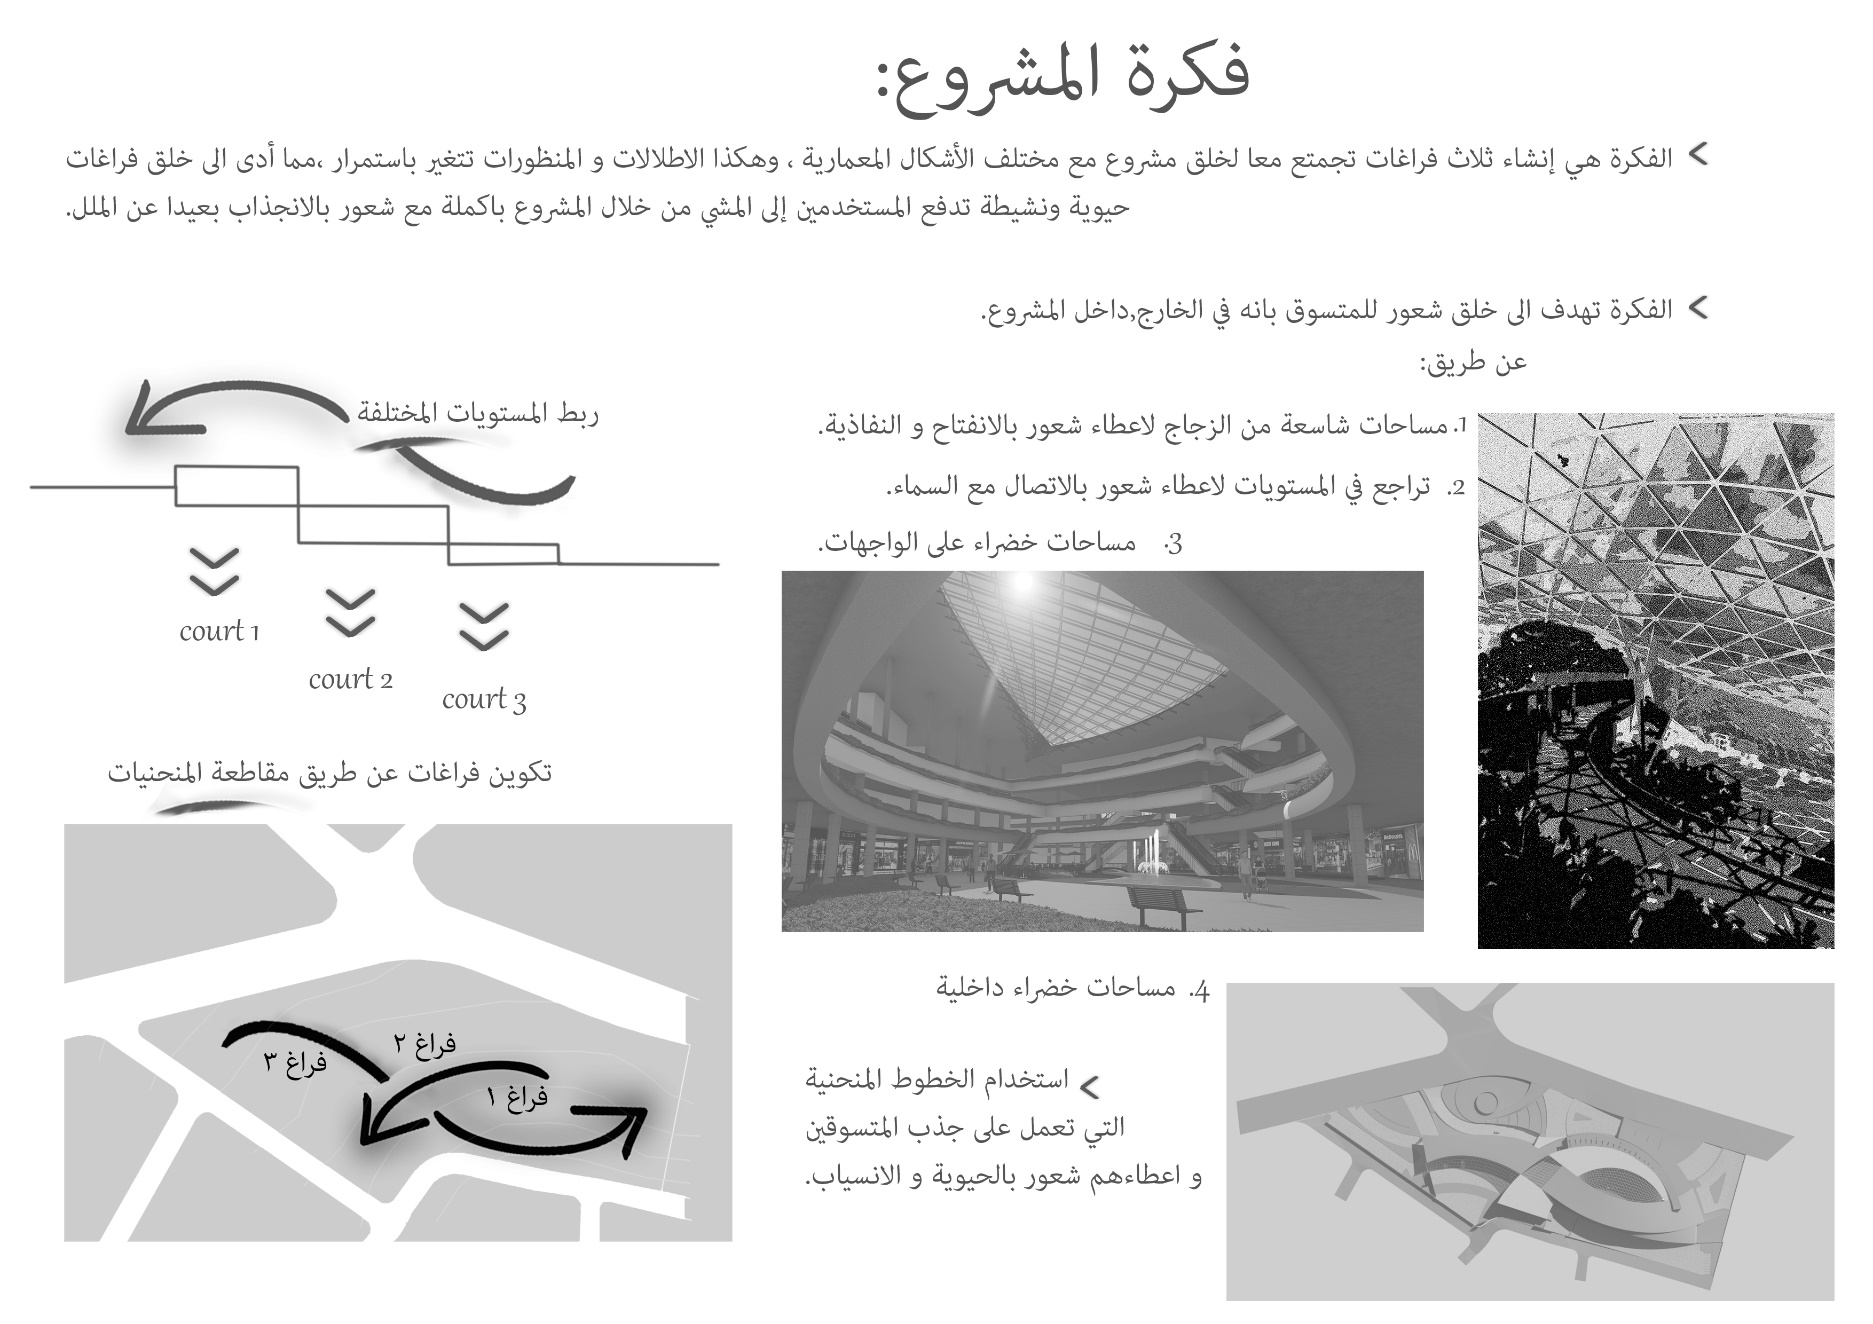 فكرة المشروع:
الفكرة هي إنشاء ثلاث فراغات تجمتع معا لخلق مشروع مع مختلف الأشكال المعمارية ، وهكذا الاطلالات و المنظورات تتغير باستمرار ،مما أدى الى خلق فراغات
حيوية ونشيطة تدفع المستخدمين إلى المشي من خلال المشروع باكملة مع شعور بالانجذاب بعيدا عن الملل.
الفكرة تهدف الى خلق شعور للمتسوق بانه في الخارج,داخل المشروع.
عن طريق:
1. مساحات شاسعة من الزجاج لاعطاء شعور بالانفتاح و النفاذية.
2. تراجع في المستويات لاعطاء شعور بالاتصال مع السماء.
3. مساحات خضراء على الواجهات.
4. مساحات خضراء داخلية
استخدام الخطوط المنحنية
التي تعمل على جذب المتسوقين
و اعطاءهم شعور بالحيوية و الانسياب.
ربط المستويات المختلفة
court 1
court 2
court 3
تكوين فراغات عن طريق مقاطعة المنحنيات
فراغ ٢
فراغ ٣
فراغ ١